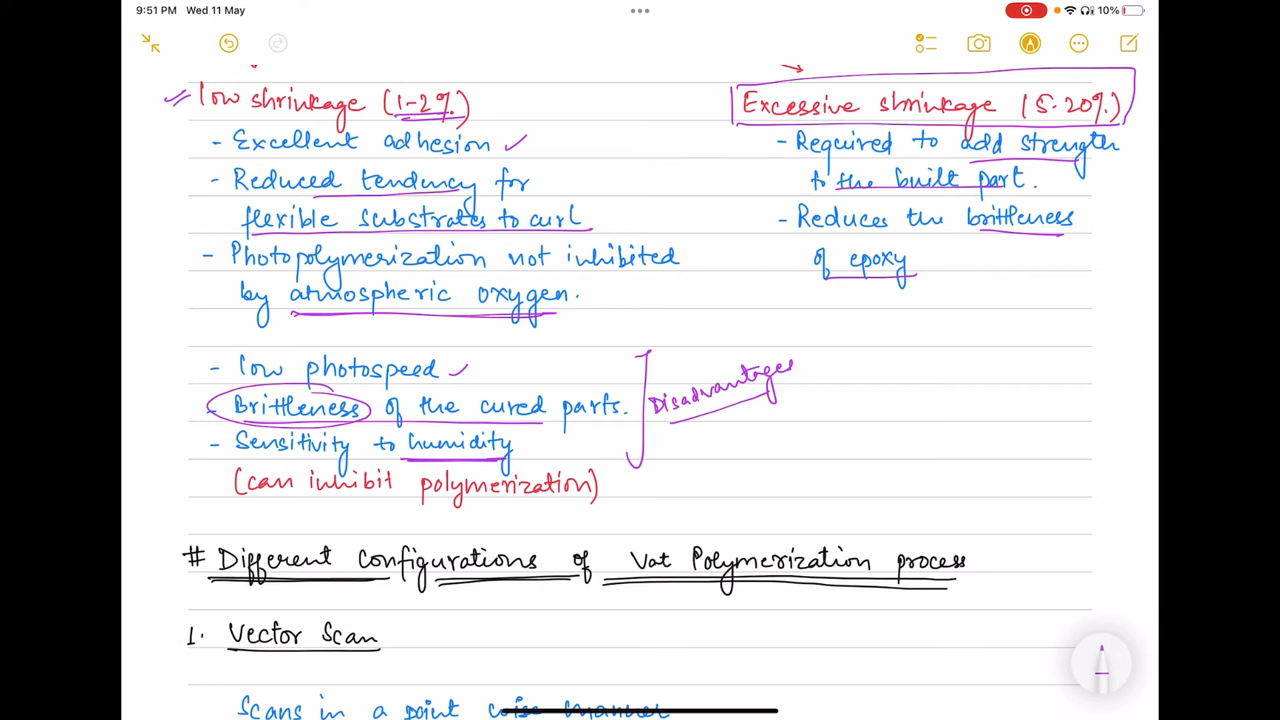 9:51 PM Wed 11 May
10%
low shrinkage (1-2%.)
- Excellent adhesion
- Reduced tendency for
flexible substrates to curl
- Photopolymerization not inhibited
by atmospheric oxygen.
- low photospeed
- Brittleness of the cured parts.
- Sensitivity to humidity
(can inhibit polymerization)
Disadvantages
Excessive shrinkage (5-20%.)
- Required to add strength
to the built part.
- Reduces the brittleness
of epoxy
# Different Configurations of Vat Polymerization process
1. Vector Scan
Scans in a point wise manner